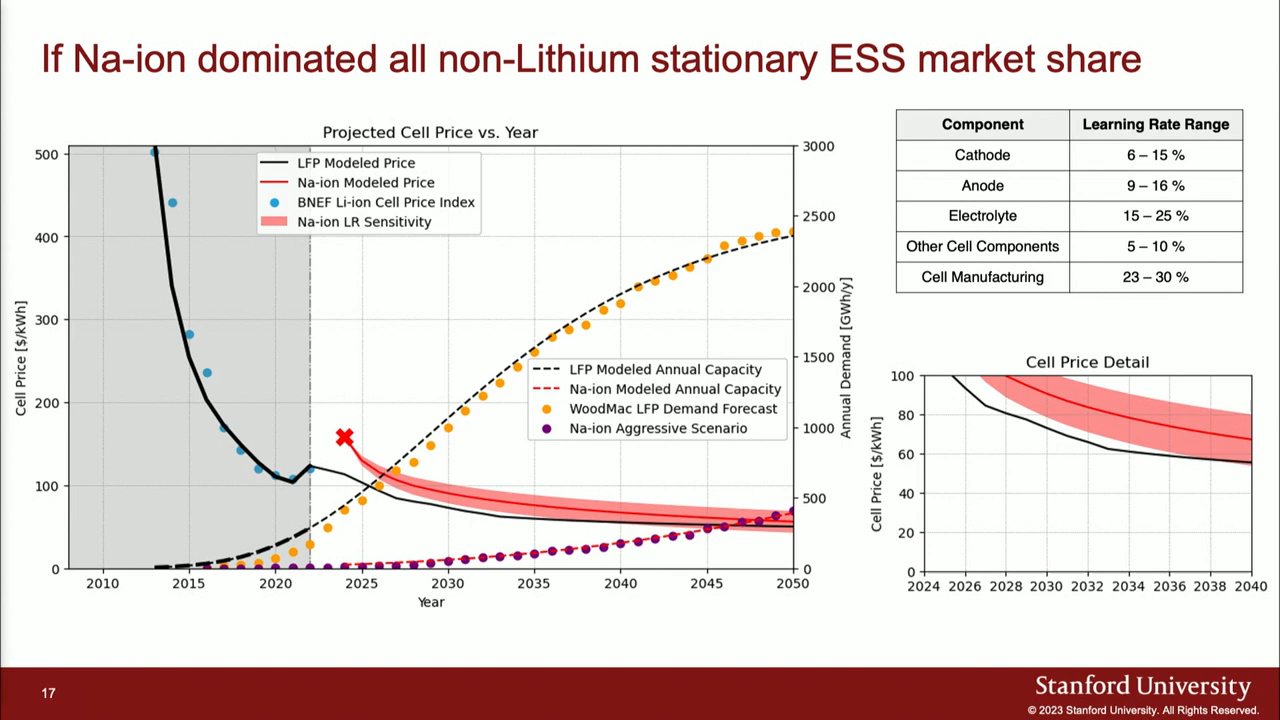 If Na-ion dominated all non-Lithium stationary ESS market share
Projected Cell Price vs. Year
500
400
300
200
100
0
Cell Price [$/kWh]
3000
2500
2000
1500
1000
500
0
Annual Demand [GWh/y]
2010
2015
2020
2025
2030
2035
2040
2045
2050
Year
LFP Modeled Price
Na-ion Modeled Price
BNEF Li-ion Cell Price Index
Na-ion LR Sensitivity
LFP Modeled Annual Capacity
Na-ion Modeled Annual Capacity
WoodMac LFP Demand Forecast
Na-ion Aggressive Scenario
Component Learning Rate Range
Cathode 6 – 15 %
Anode 9 – 16 %
Electrolyte 15 – 25 %
Other Cell Components 5 – 10 %
Cell Manufacturing 23 – 30 %
Cell Price Detail
100
80
60
40
20
0
Cell Price [$/kWh]
2024 2026 2028 2030 2032 2034 2036 2038 2040
17
Stanford University
© 2023 Stanford University. All Rights Reserved.